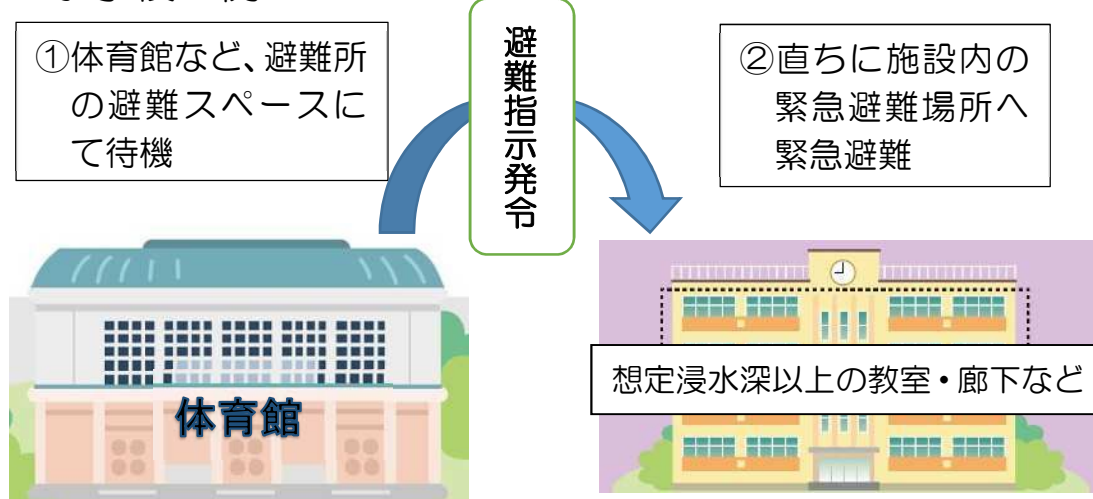 ①体育館など、避難所
の避難スペースに
て待機
避難指示発令
②直ちに施設内の
緊急避難場所へ
緊急避難
体育館
想定浸水深以上の教室・廊下など